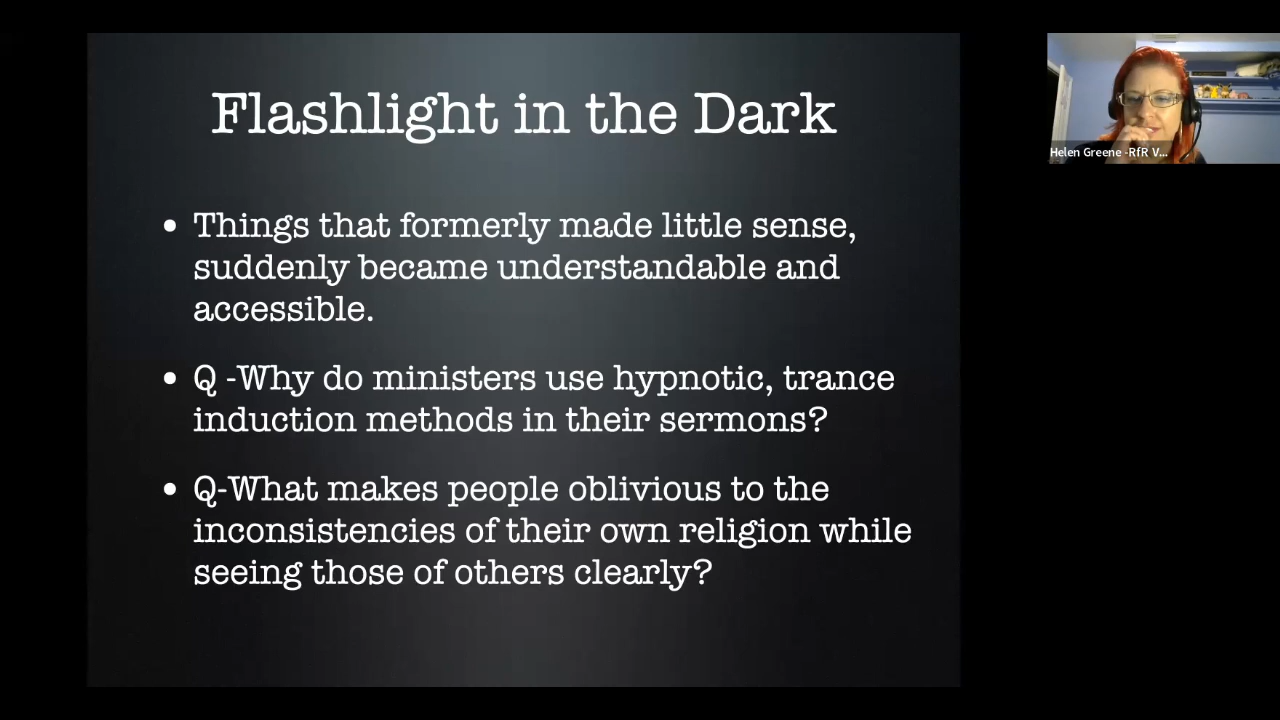 Flashlight in the Dark
• Things that formerly made little sense,
suddenly became understandable and
accessible.
• Q -Why do ministers use hypnotic, trance
induction methods in their sermons?
• Q-What makes people oblivious to the
inconsistencies of their own religion while
seeing those of others clearly?
Helen Greene -RfR V...